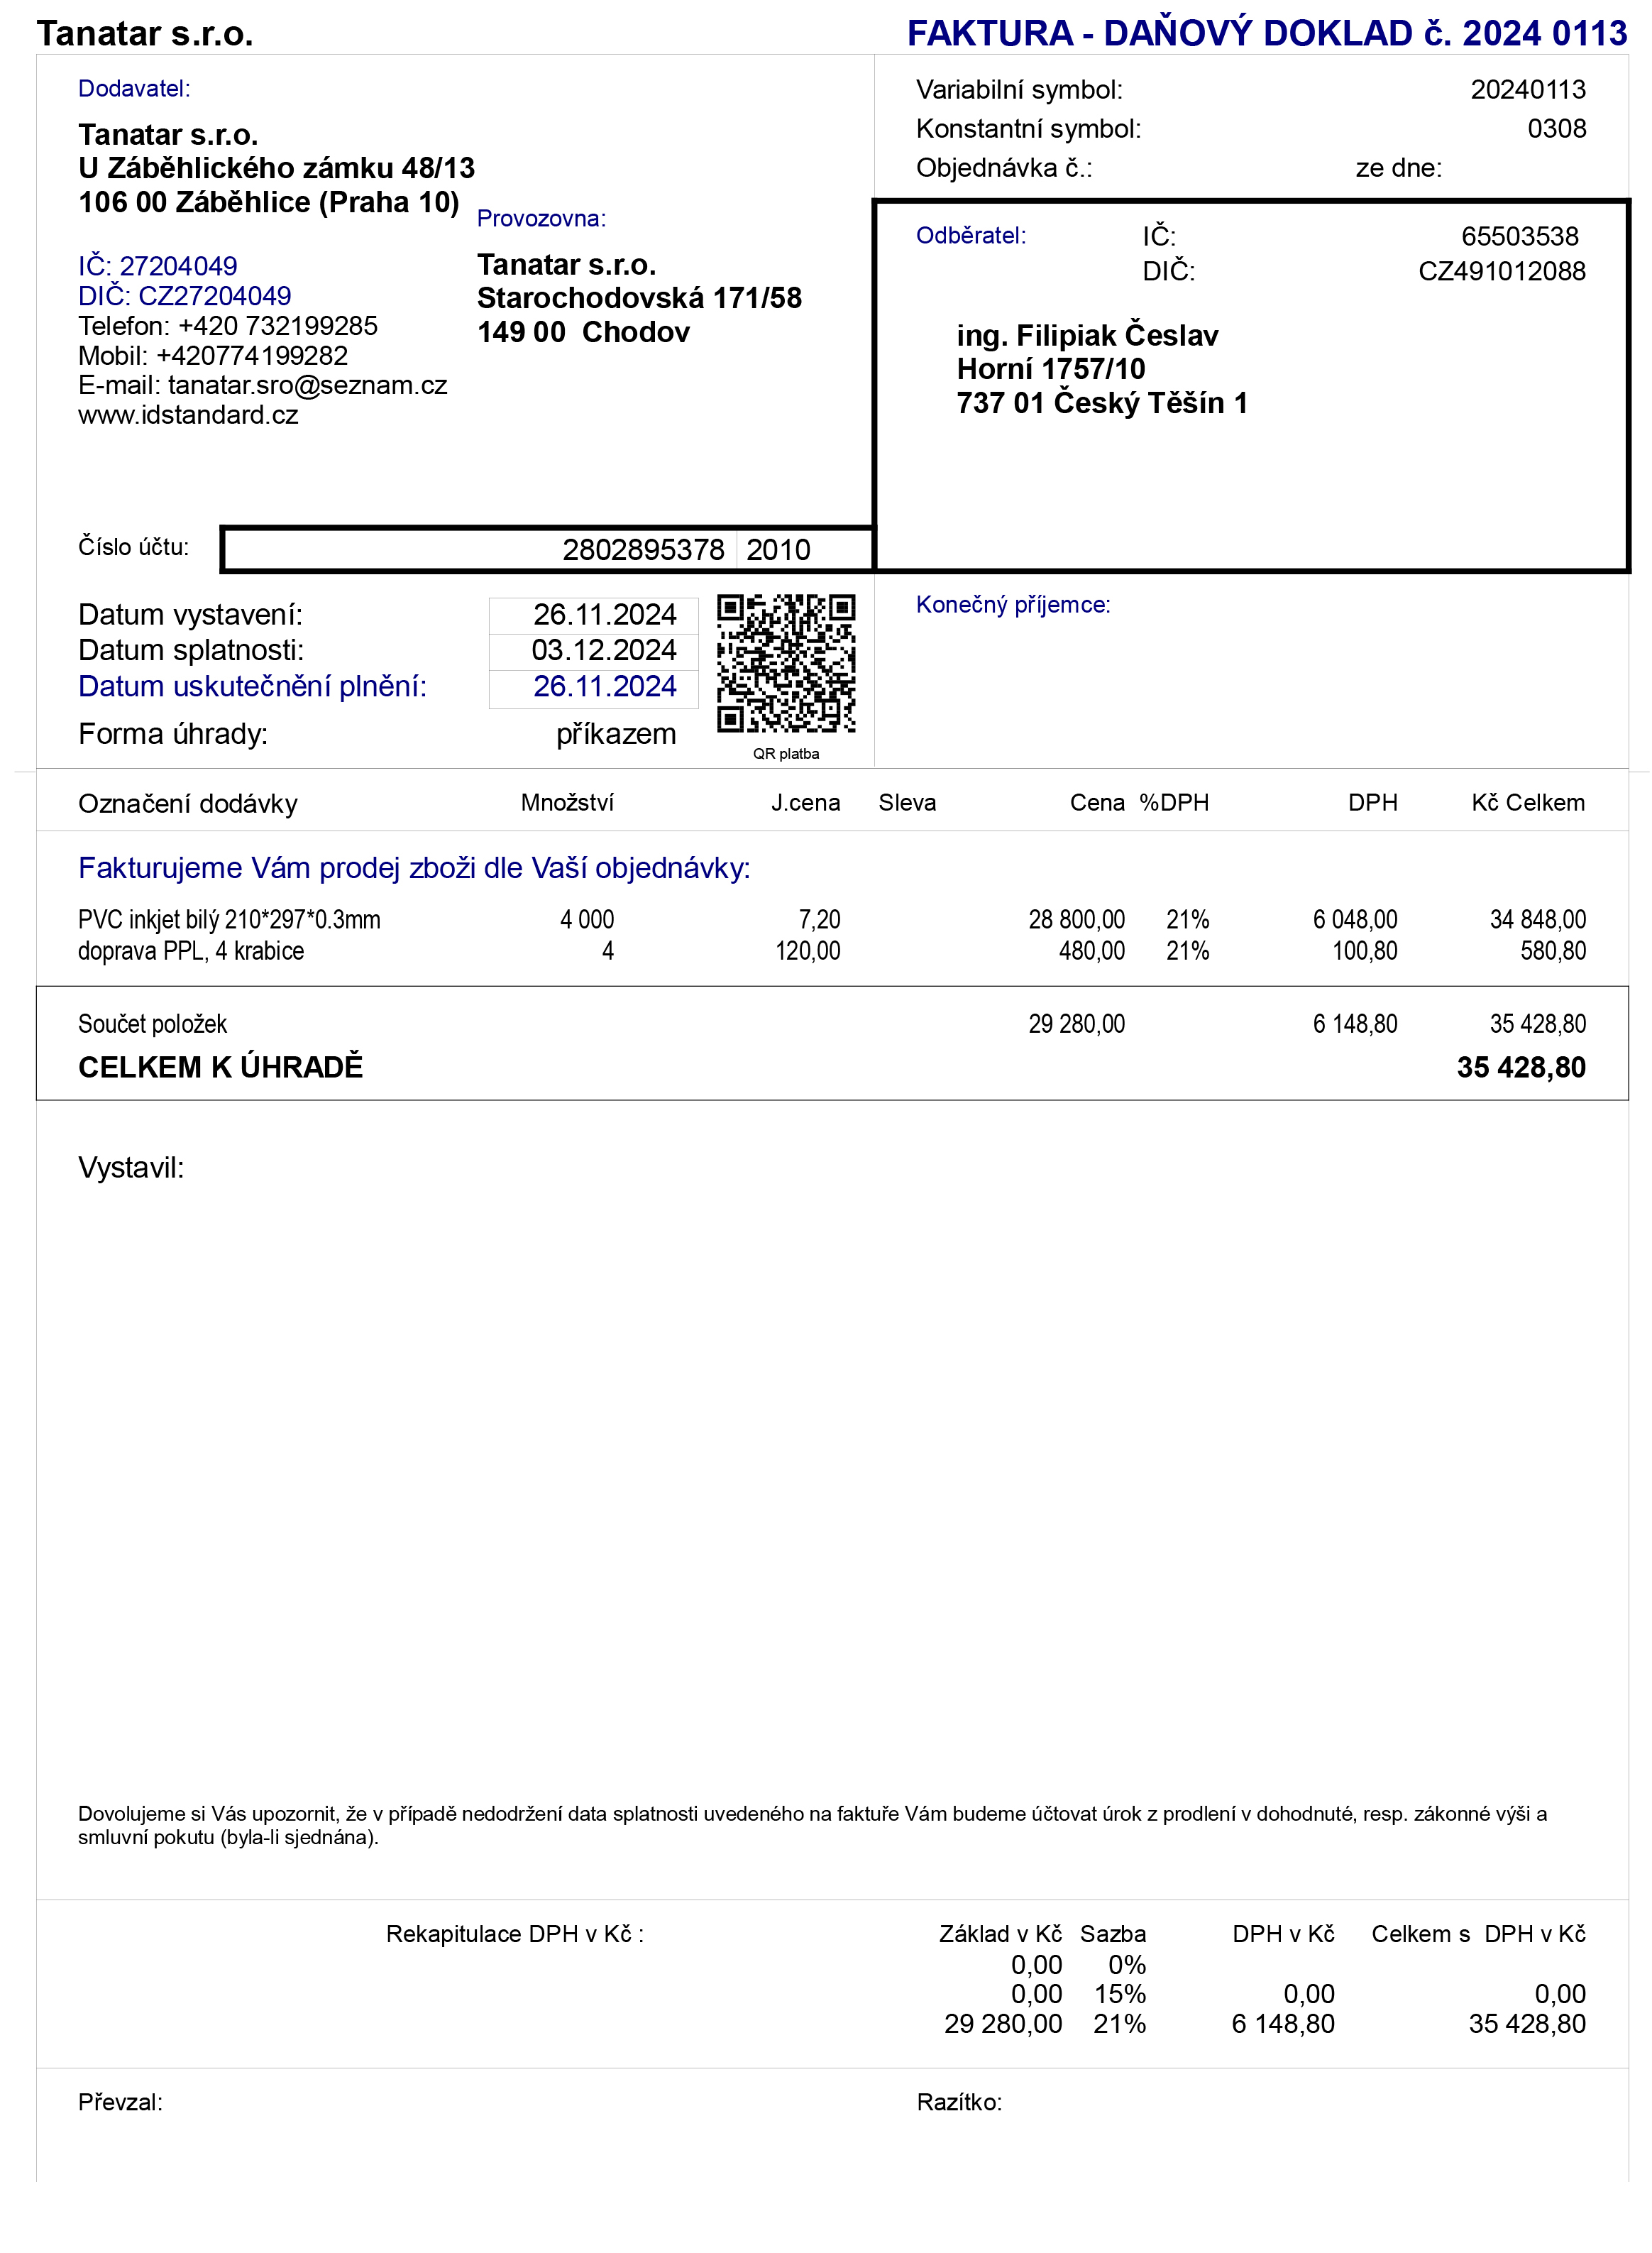 Tanatar s.r.o.
FAKTURA - DAŇOVÝ DOKLAD č. 2024 0113
Dodavatel:
Tanatar s.r.o.
U Záběhlického zámku 48/13
106 00 Záběhlice (Praha 10)
IČ: 27204049
DIČ: CZ27204049
Telefon: +420 732199285
Mobil: +420774199282
E-mail: tanatar.sro@seznam.cz
www.idstandard.cz
Provozovna:
Tanatar s.r.o.
Starochodovská 171/58
149 00 Chodov
Variabilní symbol: 20240113
Konstantní symbol: 0308
Objednávka č.: ze dne:
Odběratel: IČ: 65503538
DIČ: CZ491012088
ing. Filipiak Česlav
Horní 1757/10
737 01 Český Těšín 1
Číslo účtu: 2802895378 2010
Datum vystavení: 26.11.2024
Datum splatnosti: 03.12.2024
Datum uskutečnění plnění: 26.11.2024
Forma úhrady: příkazem
QR platba
Konečný příjemce:
Označení dodávky Množství J.cena Sleva Cena %DPH DPH Kč Celkem
Fakturujeme Vám prodej zboži dle Vaší objednávky:
PVC inkjet bilý 210*297*0.3mm 4 000 7,20 28 800,00 21% 6 048,00 34 848,00
doprava PPL, 4 krabice 4 120,00 480,00 21% 100,80 580,80
Součet položek 29 280,00 6 148,80 35 428,80
CELKEM K ÚHRADĚ 35 428,80
Vystavil:
Dovolujeme si Vás upozornit, že v případě nedodržení data splatnosti uvedeného na faktuře Vám budeme účtovat úrok z prodlení v dohodnuté, resp. zákonné výši a
smluvní pokutu (byla-li sjednána).
Rekapitulace DPH v Kč : Základ v Kč Sazba DPH v Kč Celkem s DPH v Kč
0,00 0%
0,00 15% 0,00 0,00
29 280,00 21% 6 148,80 35 428,80
Převzal: Razítko: